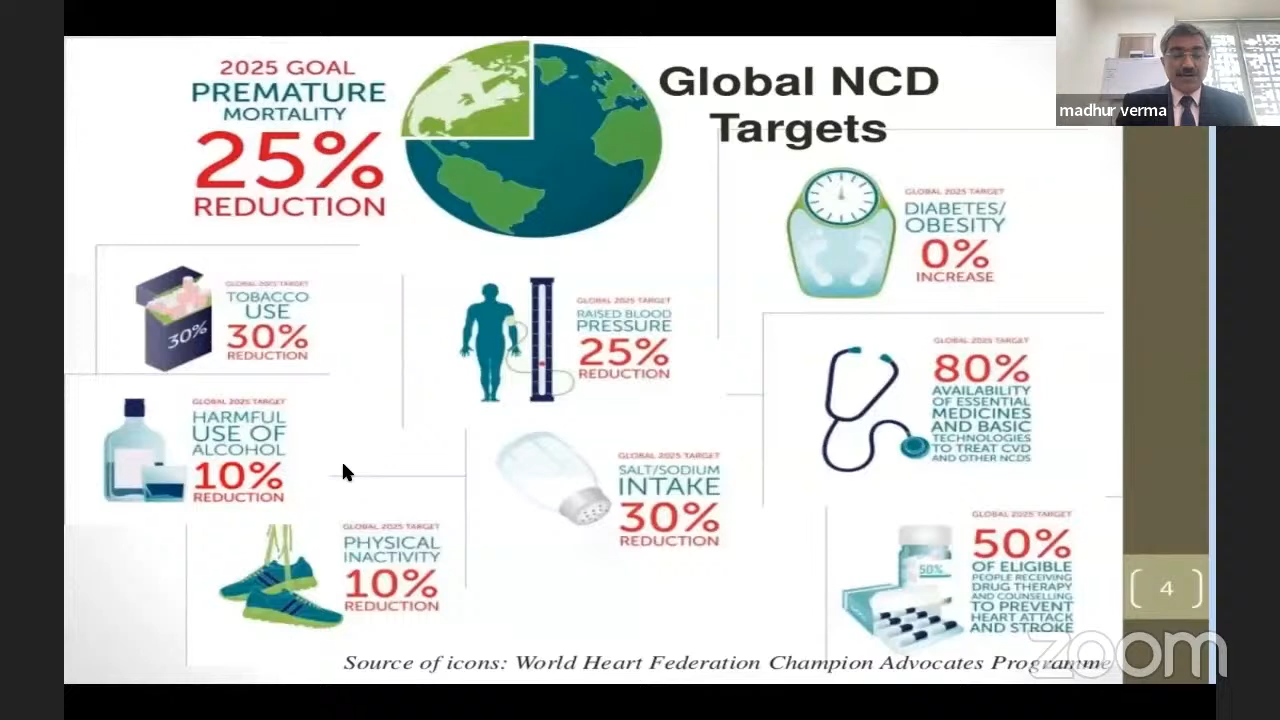 2025 GOAL
PREMATURE
MORTALITY
25%
REDUCTION
Global NCD
Targets
madhur verma
GLOBAL 2025 TARGET
DIABETES/
OBESITY
0%
INCREASE
30%
GLOBAL 2025 TARGET
TOBACCO
USE
30%
REDUCTION
GLOBAL 2025 TARGET
RAISED BLOOD
PRESSURE
25%
REDUCTION
GLOBAL 2025 TARGET
80%
AVAILABILITY
OF ESSENTIAL
MEDICINES
AND BASIC
TECHNOLOGIES
TO TREAT CVD
AND OTHER NCDS
GLOBAL 2025 TARGET
HARMFUL
USE OF
ALCOHOL
10%
REDUCTION
GLOBAL 2025 TARGET
SALT/SODIUM
INTAKE
30%
REDUCTION
GLOBAL 2025 TARGET
PHYSICAL
INACTIVITY
10%
REDUCTION
50%
GLOBAL 2025 TARGET
50%
OF ELIGIBLE
PEOPLE RECEIVING
DRUG THERAPY
AND COUNSELLING
TO PREVENT
HEART ATTACK
AND STROKE
4
Source of icons: World Heart Federation Champion Advocates Programme
zoom